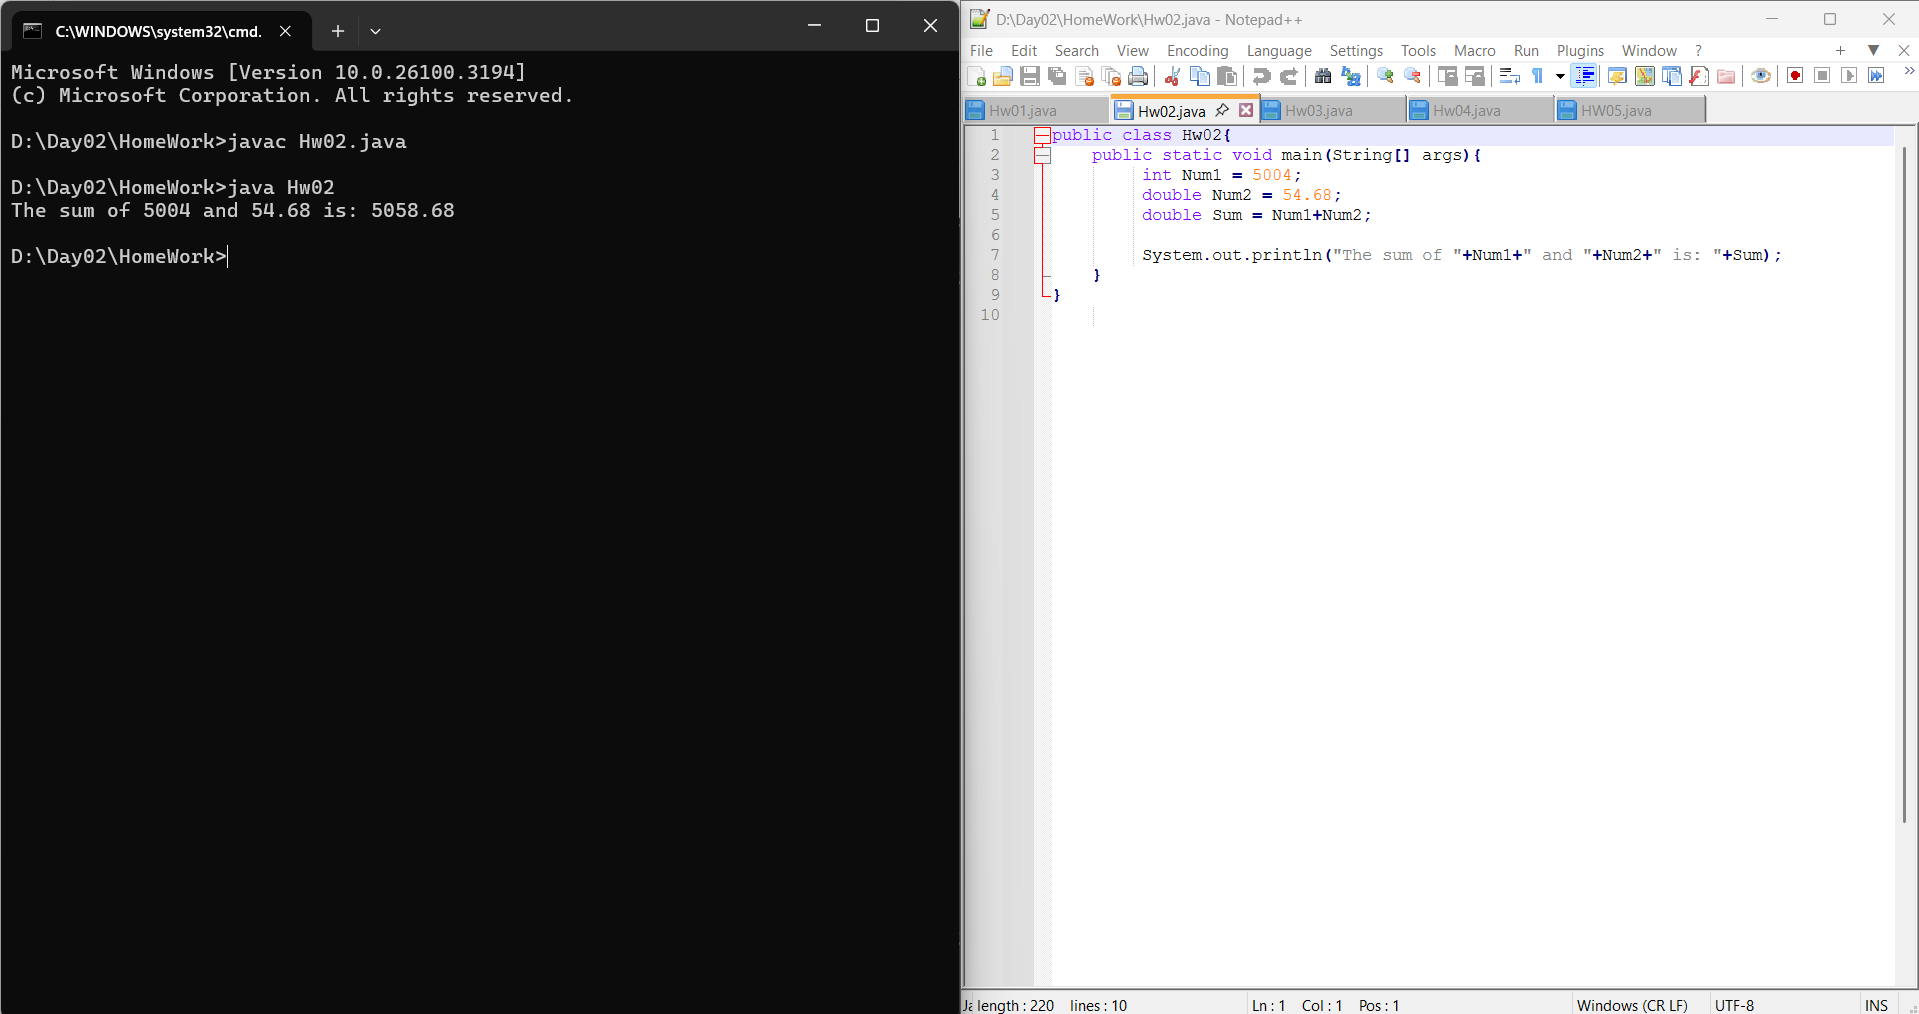 C:\WINDOWS\system32\cmd.
Microsoft Windows [Version 10.0.26100.3194]
(c) Microsoft Corporation. All rights reserved.
D:\Day02\HomeWork>javac Hw02.java
D:\Day02\HomeWork>java Hw02
The sum of 5004 and 54.68 is: 5058.68
D:\Day02\HomeWork>
D:\Day02\HomeWork\Hw02.java - Notepad++
File Edit Search View Encoding Language Settings Tools Macro Run Plugins Window ?
Hw01.java Hw02.java Hw03.java Hw04.java HW05.java
1 public class Hw02{
2 public static void main(String[] args){
3 int Num1 = 5004;
4 double Num2 = 54.68;
5 double Sum = Num1+Num2;
6
7 System.out.println("The sum of "+Num1+" and "+Num2+" is: "+Sum);
8 }
9 }
10
Ja length : 220 lines : 10 Ln : 1 Col : 1 Pos : 1 Windows (CR LF) UTF-8 INS